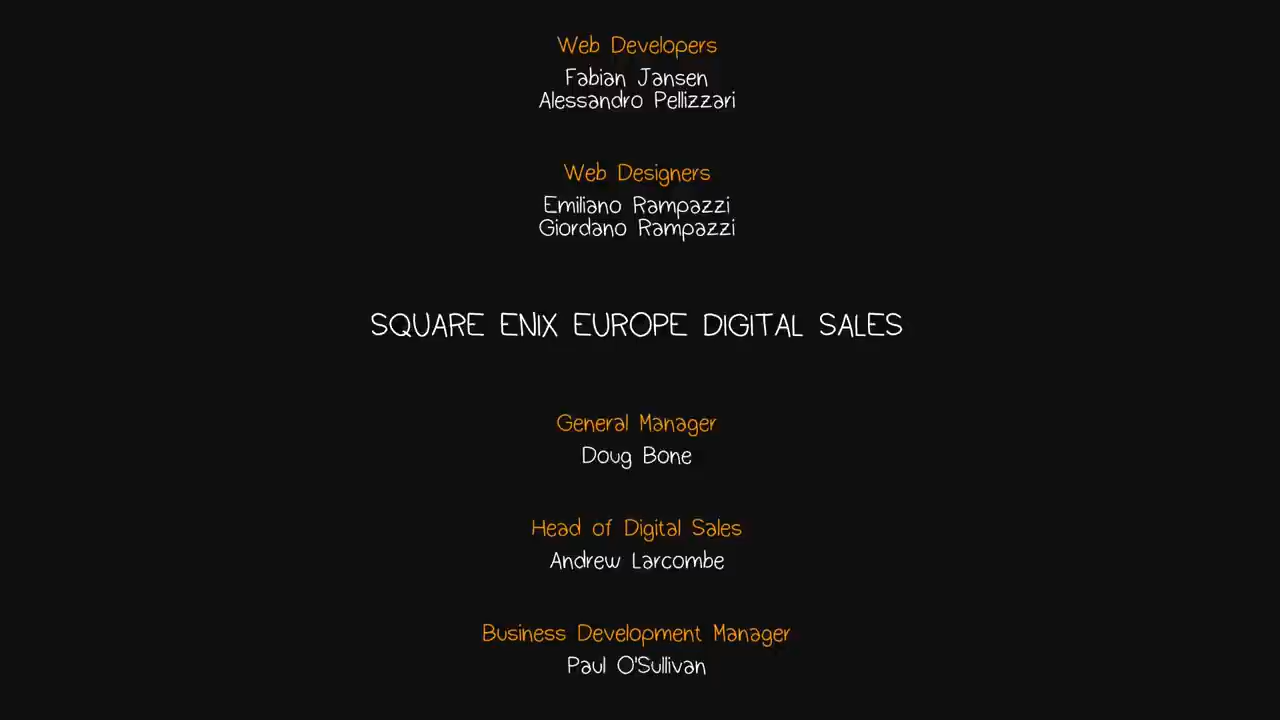 Web Developers
Fabian Jansen
Alessandro Pellizzari
Web Designers
Emiliano Rampazzi
Giordano Rampazzi
SQUARE ENIX EUROPE DIGITAL SALES
General Manager
Doug Bone
Head of Digital Sales
Andrew Larcombe
Business Development Manager
Paul O'Sullivan